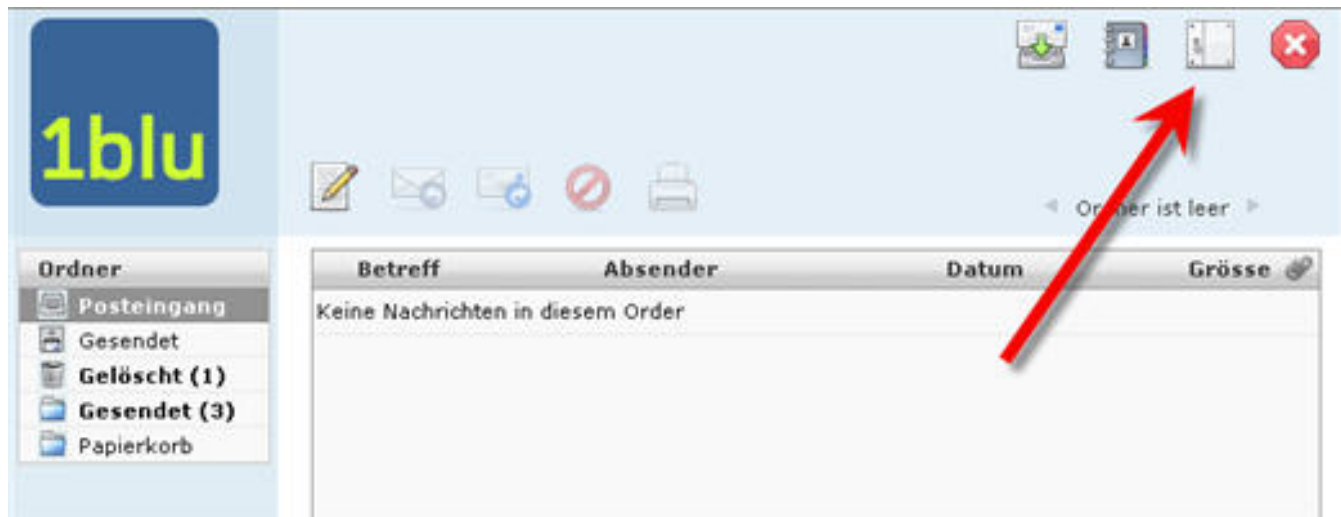 1blu
Ordner ist leer
Ordner
Posteingang
Gesendet
Gelöscht (1)
Gesendet (3)
Papierkorb
Betreff Absender Datum Grösse
Keine Nachrichten in diesem Order